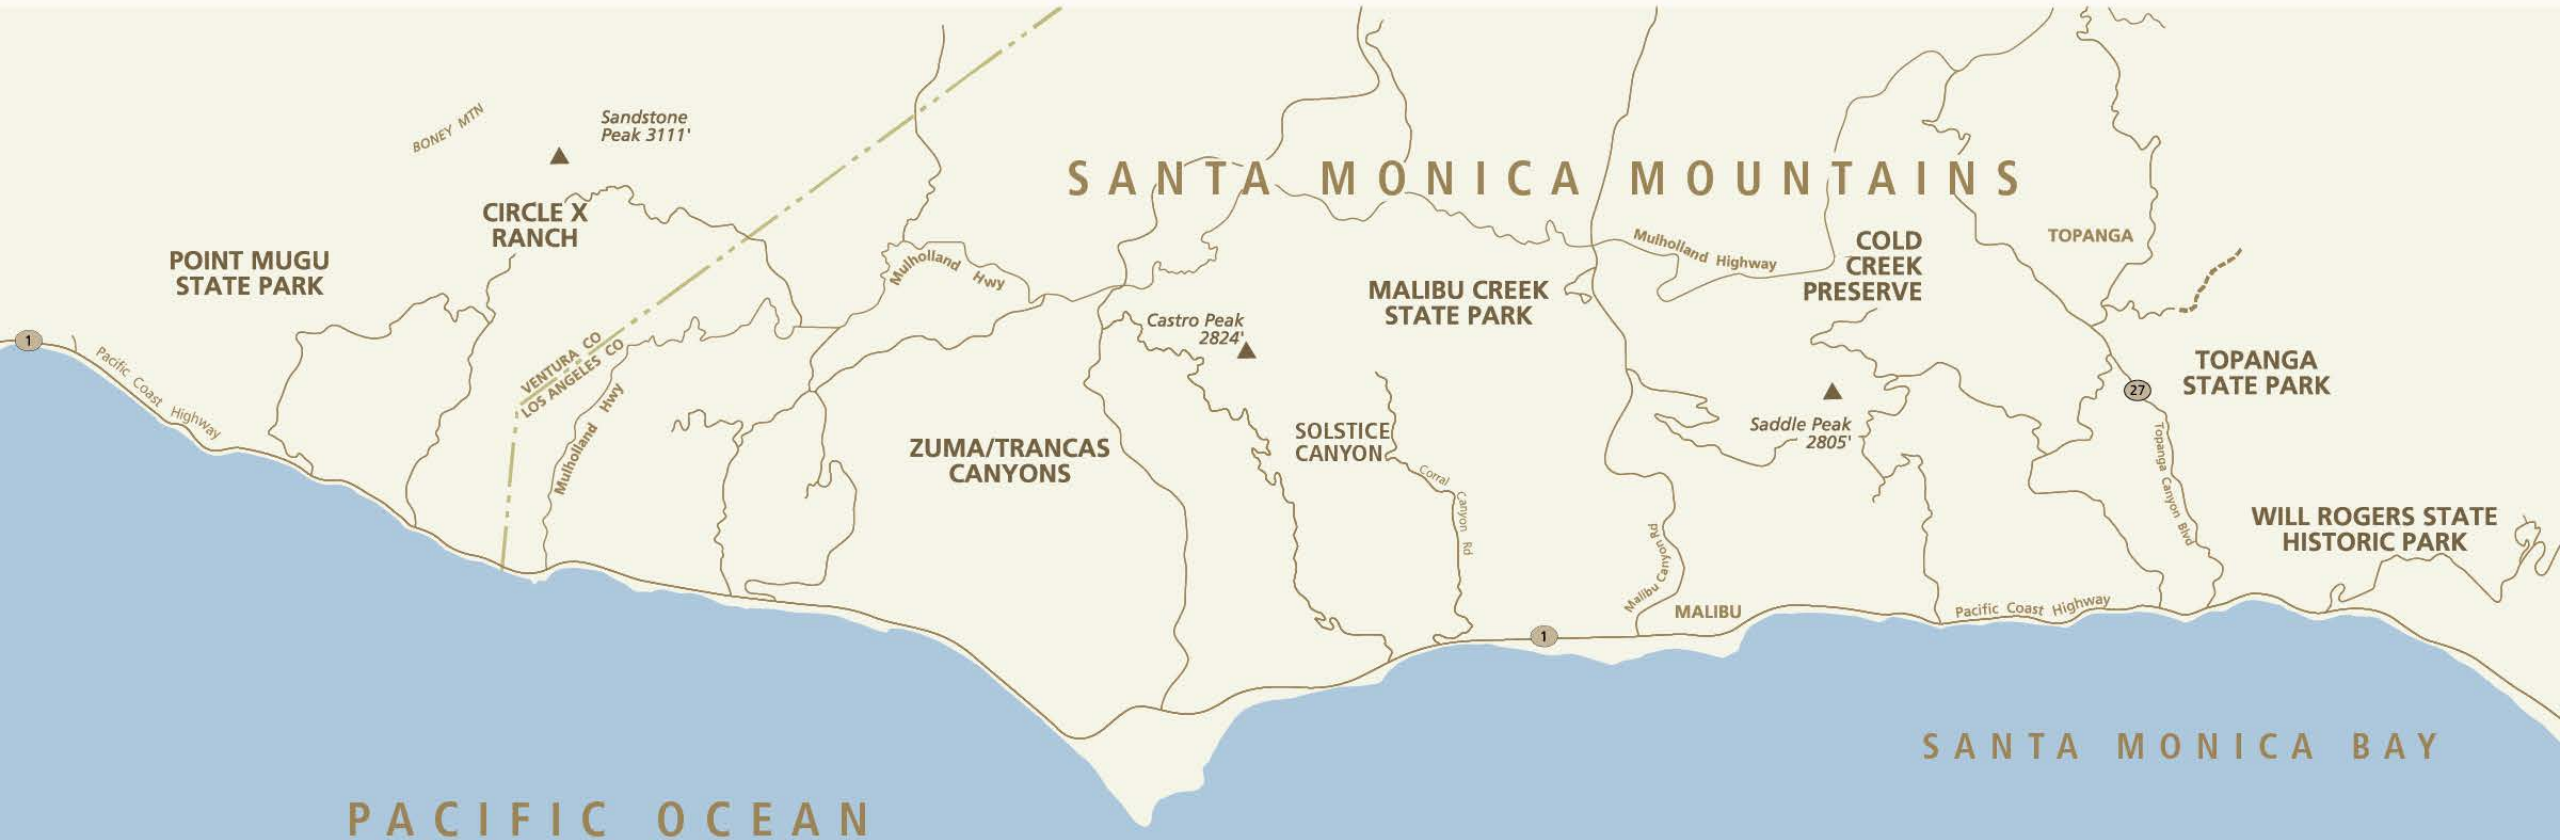 BONEY MTN
Sandstone
Peak 3111'
SANTA MONICA MOUNTAINS
CIRCLE X
RANCH
POINT MUGU
STATE PARK
Mulholland Hwy
Mulholland Highway
COLD
CREEK
PRESERVE
TOPANGA
MALIBU CREEK
STATE PARK
Castro Peak
2824'
1
Pacific Coast Highway
VENTURA CO
LOS ANGELES CO
Mulholland Hwy
TOPANGA
STATE PARK
27
Saddle Peak
2805'
SOLSTICE
CANYON
ZUMA/TRANCAS
CANYONS
Corral Canyon Rd
Topanga Canyon Blvd
WILL ROGERS STATE
HISTORIC PARK
Malibu Canyon Rd
MALIBU
Pacific Coast Highway
1
SANTA MONICA BAY
PACIFIC OCEAN